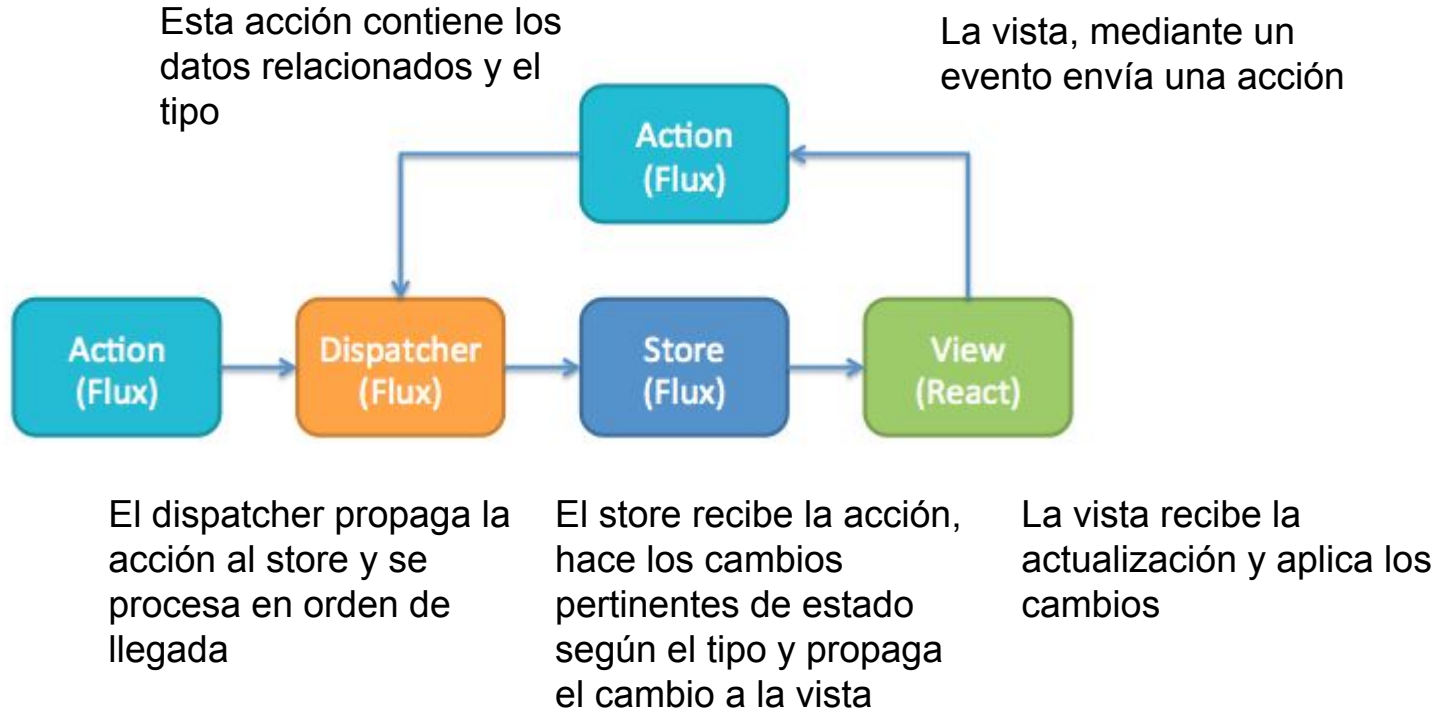 Esta acción contiene los
datos relacionados y el
tipo
La vista, mediante un
evento envía una acción
Action
(Flux)
Action
(Flux)
Dispatcher
(Flux)
Store
(Flux)
View
(React)
El dispatcher propaga la
acción al store y se
procesa en orden de
llegada
El store recibe la acción,
hace los cambios
pertinentes de estado
según el tipo y propaga
el cambio a la vista
La vista recibe la
actualización y aplica los
cambios